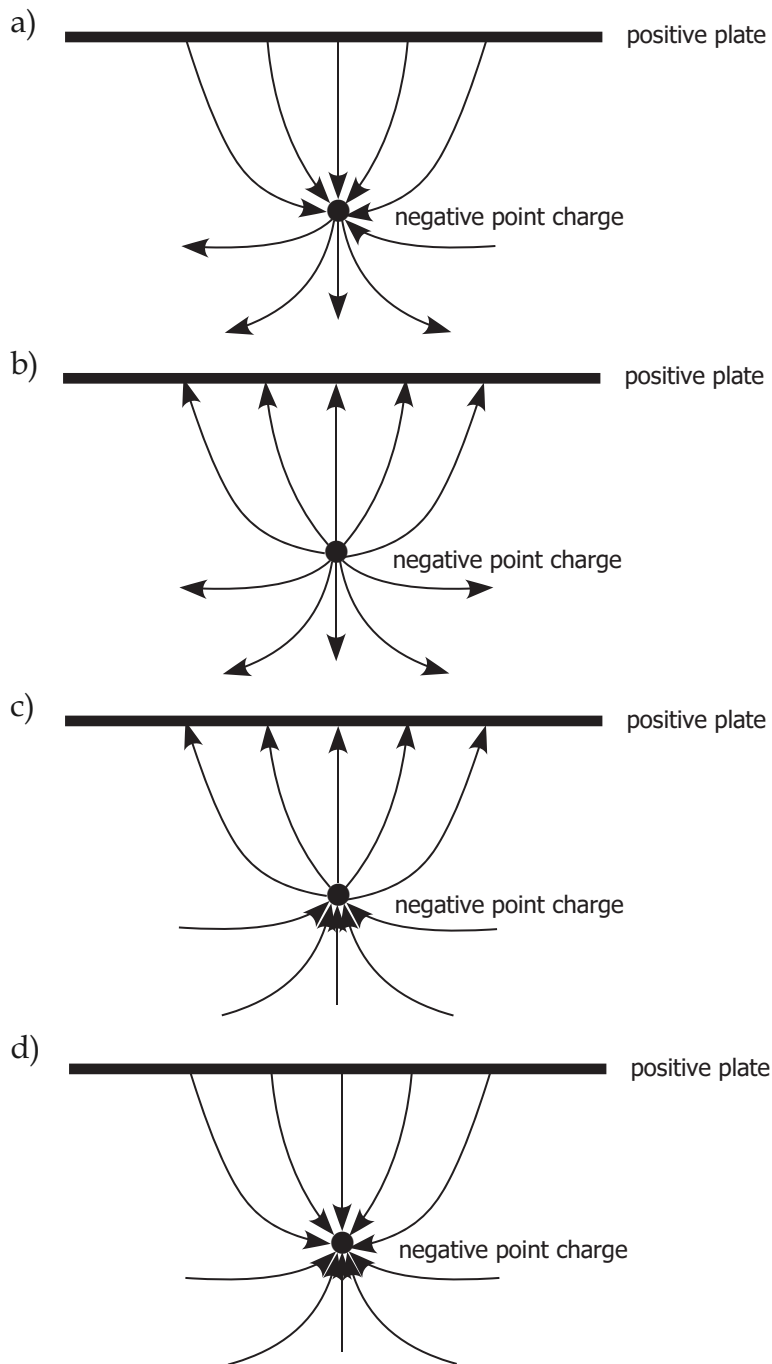 a)
positive plate
negative point charge
b)
positive plate
negative point charge
c)
positive plate
negative point charge
d)
positive plate
negative point charge